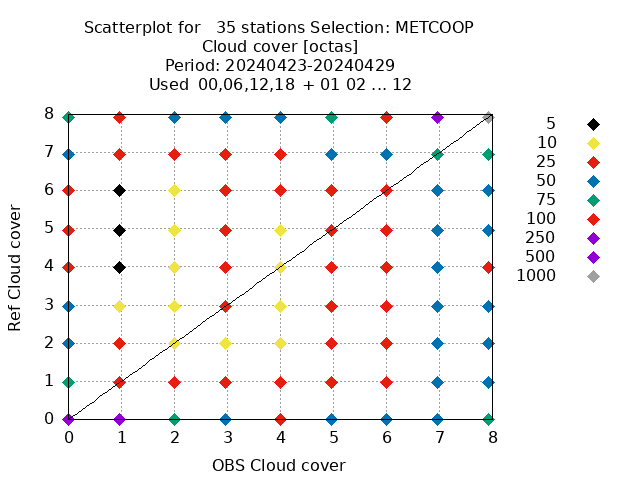 Scatterplot for   35 stations Selection: METCOOP
Cloud cover [octas]
Period: 20240423-20240429
Used  00,06,12,18 + 01 02 ... 12
8
7
6
5
4
3
2
1
0
Ref Cloud cover
0 1 2 3 4 5 6 7 8
OBS Cloud cover
5
10
25
50
75
100
250
500
1000